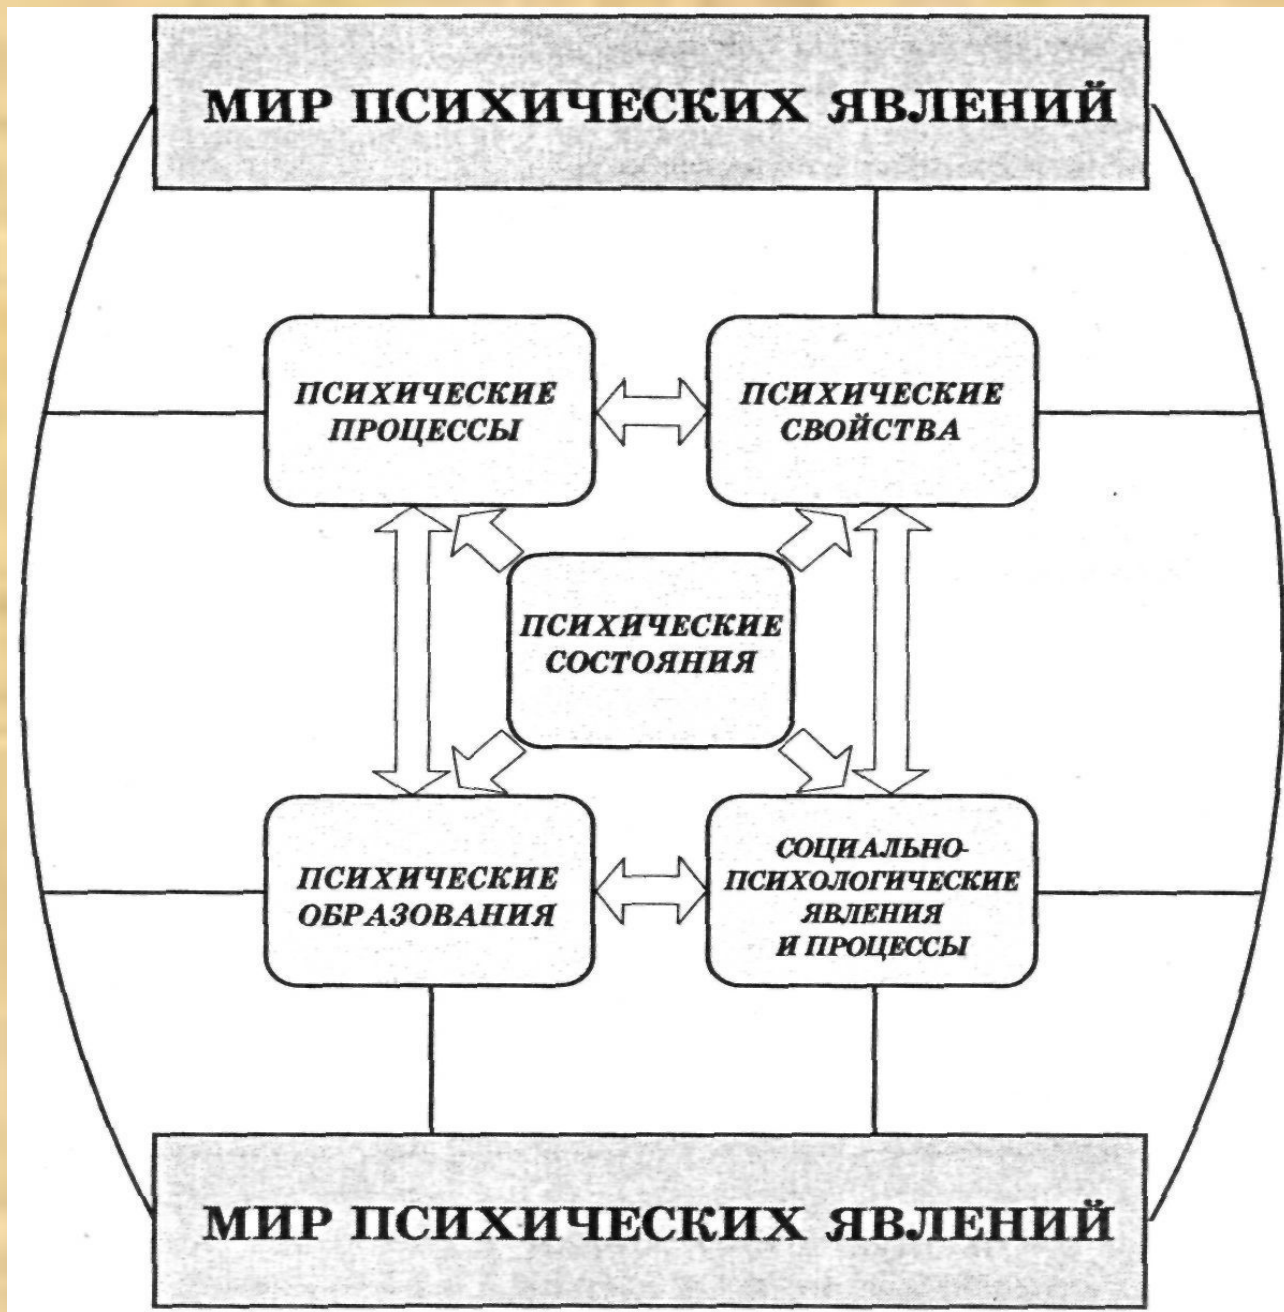 МИР ПСИХИЧЕСКИХ ЯВЛЕНИЙ
ПСИХИЧЕСКИЕ
ПРОЦЕССЫ
ПСИХИЧЕСКИЕ
СВОЙСТВА
ПСИХИЧЕСКИЕ
СОСТОЯНИЯ
ПСИХИЧЕСКИЕ
ОБРАЗОВАНИЯ
СОЦИАЛЬНО-
ПСИХОЛОГИЧЕСКИЕ
ЯВЛЕНИЯ
И ПРОЦЕССЫ
МИР ПСИХИЧЕСКИХ ЯВЛЕНИЙ